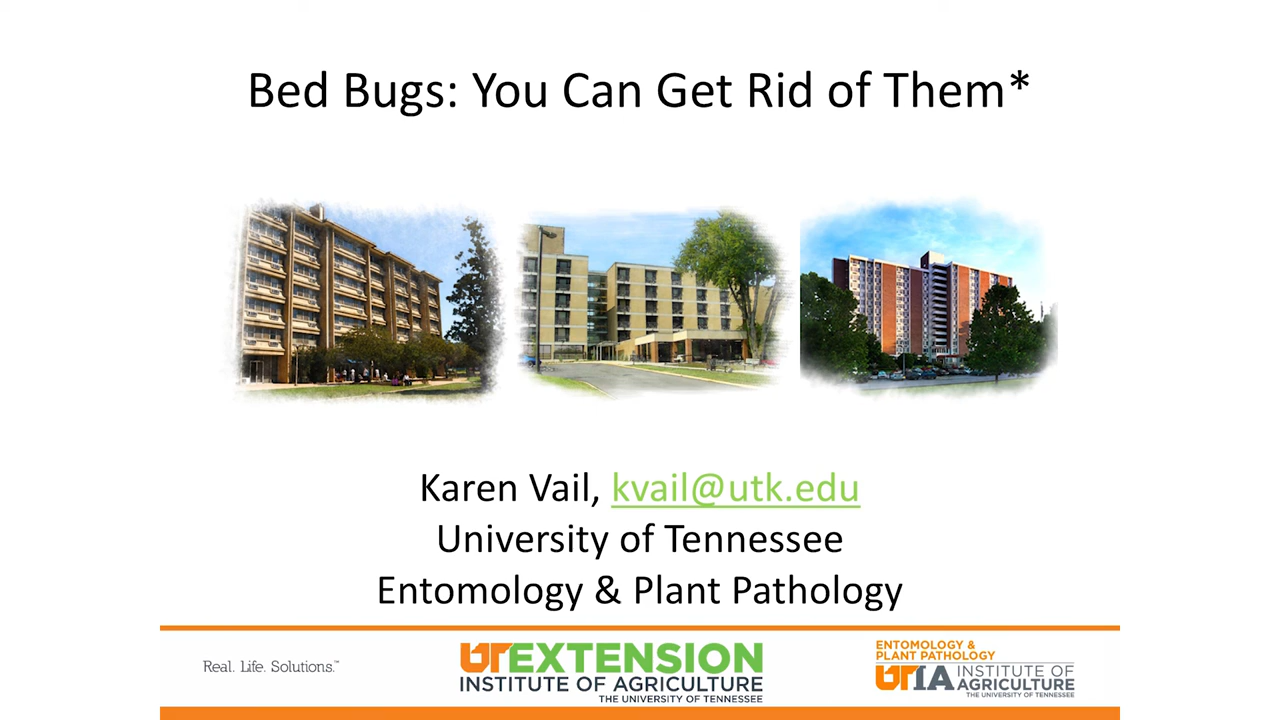 Bed Bugs: You Can Get Rid of Them*
Karen Vail, kvail@utk.edu
University of Tennessee
Entomology & Plant Pathology
Real. Life. Solutions.™
UT EXTENSION
INSTITUTE OF AGRICULTURE
THE UNIVERSITY OF TENNESSEE
ENTOMOLOGY &
PLANT PATHOLOGY
UTIA INSTITUTE OF
AGRICULTURE
THE UNIVERSITY OF TENNESSEE